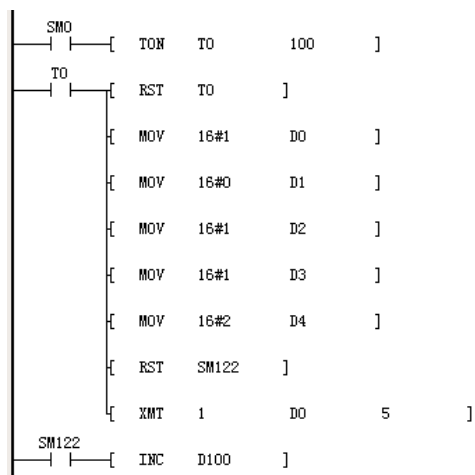 SM0
[ TON T0 100 ]
T0
[ RST T0 ]
[ MOV 16#1 D0 ]
[ MOV 16#0 D1 ]
[ MOV 16#1 D2 ]
[ MOV 16#1 D3 ]
[ MOV 16#2 D4 ]
[ RST SM122 ]
[ XMT 1 D0 5 ]
SM122
[ INC D100 ]